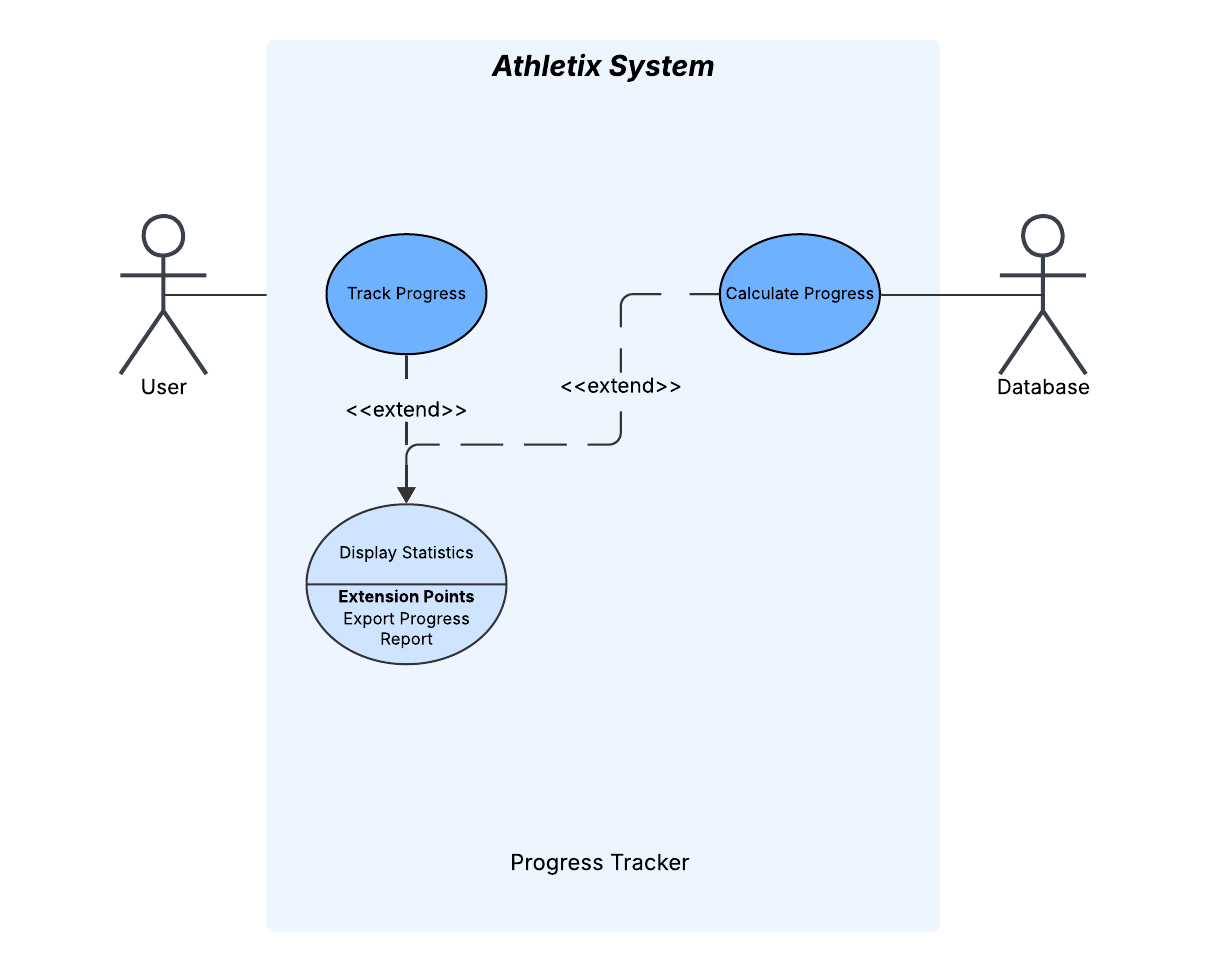 Athletix System
Track Progress
Calculate Progress
User
<<extend>>
Database
<<extend>>
Display Statistics
Extension Points
Export Progress
Report
Progress Tracker